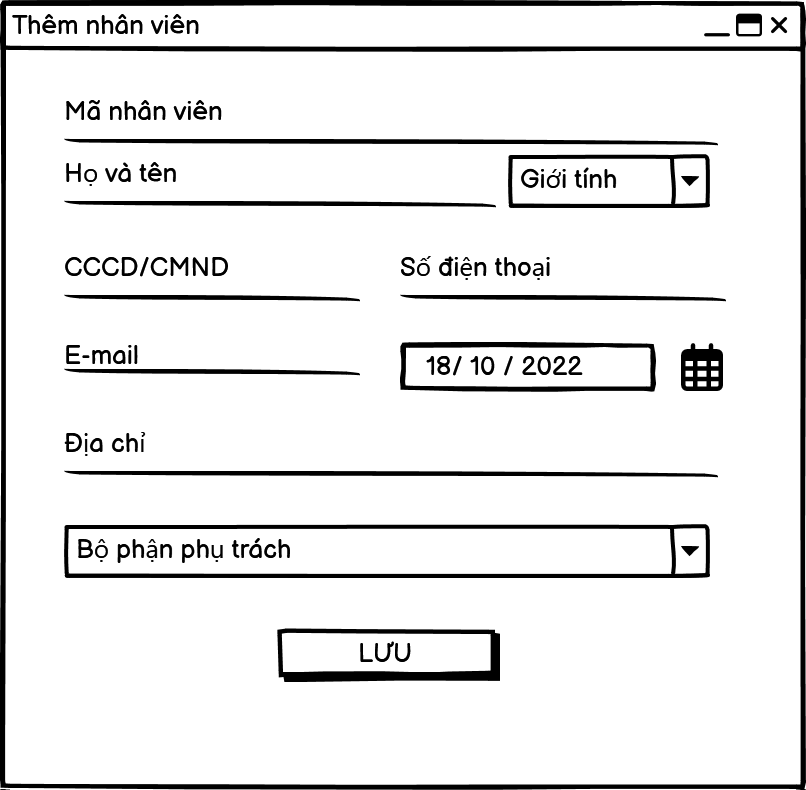 Thêm nhân viên
Mã nhân viên
Họ và tên
Giới tính
CCCD/CMND
Số điện thoại
E-mail
18/ 10 / 2022
Địa chỉ
Bộ phận phụ trách
LƯU